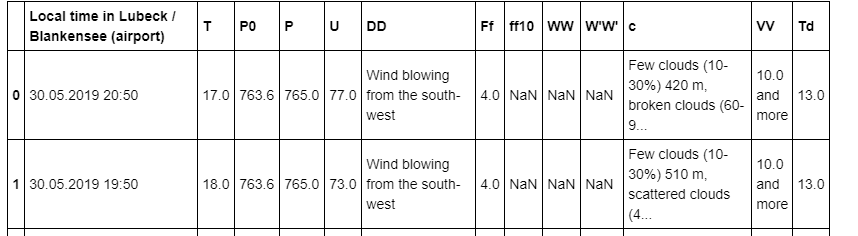 Local time in Lubeck / Blankensee (airport) T P0 P U DD Ff ff10 WW W'W' c VV Td
0 30.05.2019 20:50 17.0 763.6 765.0 77.0 Wind blowing from the south-west 4.0 NaN NaN NaN Few clouds (10-30%) 420 m, broken clouds (60-9... 10.0 and more 13.0
1 30.05.2019 19:50 18.0 763.6 765.0 73.0 Wind blowing from the south-west 4.0 NaN NaN NaN Few clouds (10-30%) 510 m, scattered clouds (4... 10.0 and more 13.0